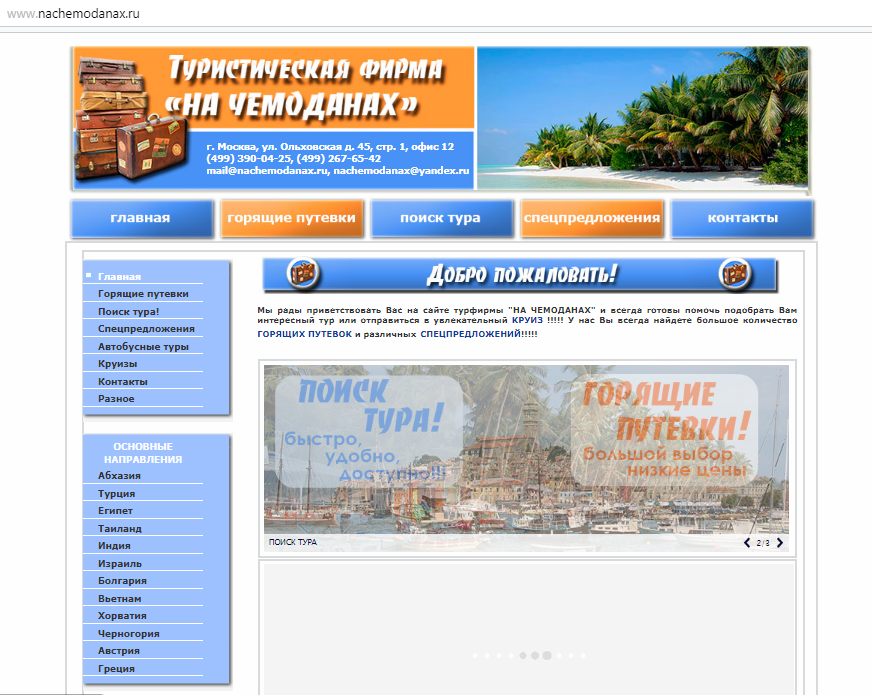 www.nachemodanax.ru
Туристическая фирма
«НА ЧЕМОДАНАХ»
г. Москва, ул. Ольховская д. 45, стр. 1, офис 12
(499) 390-04-25, (499) 267-65-42
mail@nachemodanax.ru, nachemodanax@yandex.ru
главная горящие путевки поиск тура спецпредложения контакты
Главная
Горящие путевки
Поиск тура!
Спецпредложения
Автобусные туры
Круизы
Контакты
Разное
ОСНОВНЫЕ
НАПРАВЛЕНИЯ
Абхазия
Турция
Египет
Таиланд
Индия
Израиль
Болгария
Вьетнам
Хорватия
Черногория
Австрия
Греция
Добро пожаловать!
Мы рады приветствовать Вас на сайте турфирмы "НА ЧЕМОДАНАХ" и всегда готовы помочь подобрать Вам
интересный тур или отправиться в увлекательный КРУИЗ !!!!! У нас Вы всегда найдете большое количество
ГОРЯЩИХ ПУТЕВОК и различных СПЕЦПРЕДЛОЖЕНИЙ!!!!!
ПОИСК
ТУРА!
быстро,
удобно,
доступно!!!
ГОРЯЩИЕ
ПУТЕВКИ!
большой выбор
низкие цены
ПОИСК ТУРА
2/3